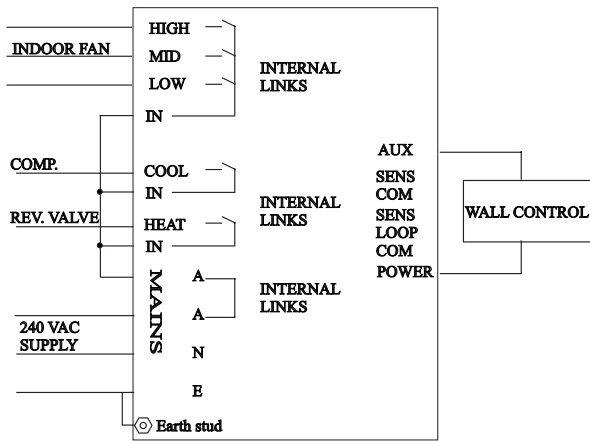 HIGH
INDOOR FAN
MID
LOW
INTERNAL
LINKS
IN
COMP.
COOL
IN
REV. VALVE
HEAT
IN
INTERNAL
LINKS
AUX
SENS
COM
SENS
LOOP
COM
POWER
WALL CONTROL
MAINS
A
A
N
E
INTERNAL
LINKS
240 VAC
SUPPLY
Earth stud